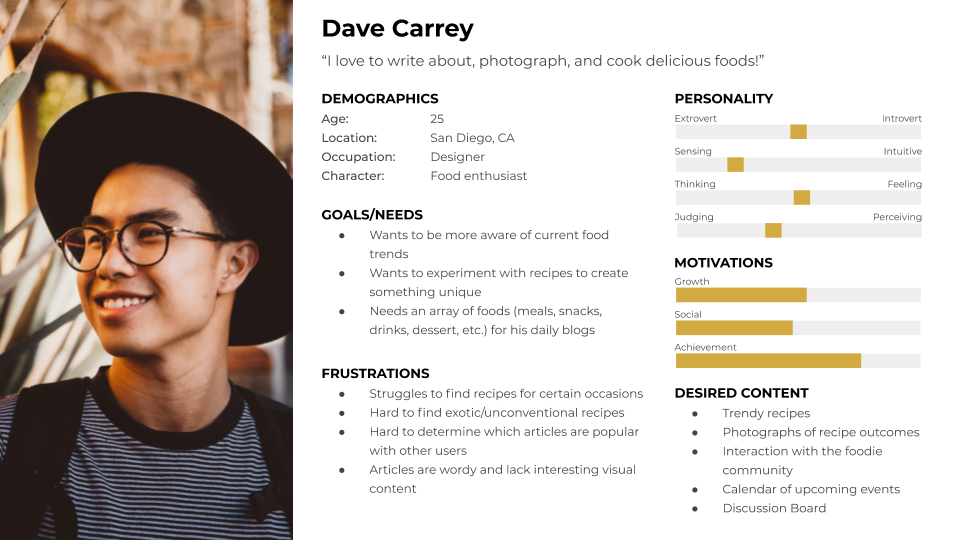 Dave Carrey
“I love to write about, photograph, and cook delicious foods!”
DEMOGRAPHICS
Age: 25
Location: San Diego, CA
Occupation: Designer
Character: Food enthusiast
GOALS/NEEDS
● Wants to be more aware of current food
trends
● Wants to experiment with recipes to create
something unique
● Needs an array of foods (meals, snacks,
drinks, dessert, etc.) for his daily blogs
FRUSTRATIONS
● Struggles to find recipes for certain occasions
● Hard to find exotic/unconventional recipes
● Hard to determine which articles are popular
with other users
● Articles are wordy and lack interesting visual
content
PERSONALITY
Extrovert Introvert
Sensing Intuitive
Thinking Feeling
Judging Perceiving
MOTIVATIONS
Growth
Social
Achievement
DESIRED CONTENT
● Trendy recipes
● Photographs of recipe outcomes
● Interaction with the foodie
community
● Calendar of upcoming events
● Discussion Board